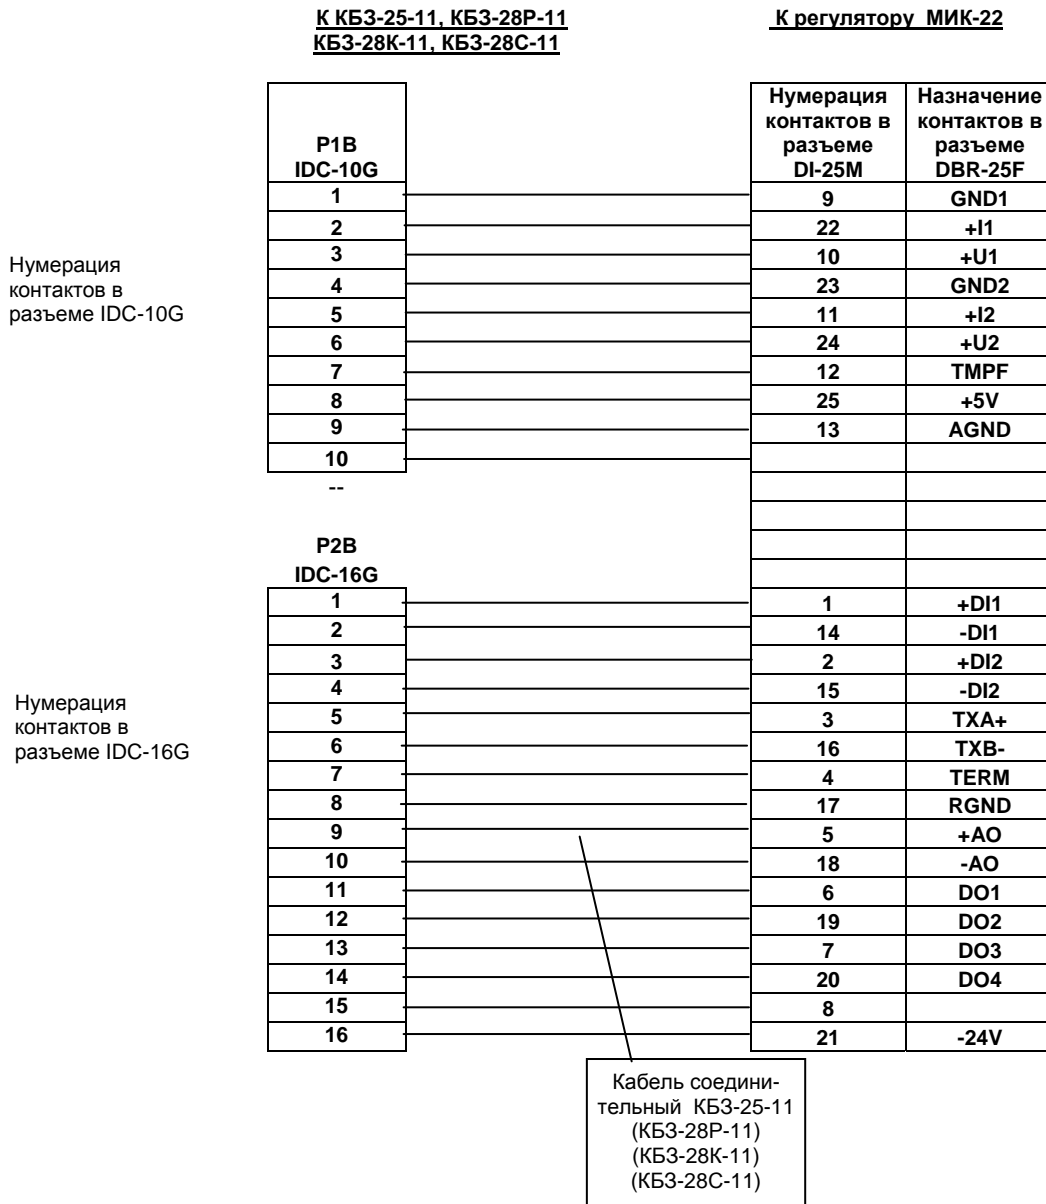 К КБЗ-25-11, КБЗ-28Р-11
КБЗ-28К-11, КБЗ-28С-11
К регулятору МИК-22
P1B
IDC-10G
Нумерация
контактов в
разъеме
DI-25M
Назначение
контактов в
разъеме
DBR-25F
Нумерация
контактов в
разъеме IDC-10G
1 9 GND1
2 22 +I1
3 10 +U1
4 23 GND2
5 11 +I2
6 24 +U2
7 12 TMPF
8 25 +5V
9 13 AGND
10
--
P2B
IDC-16G
Нумерация
контактов в
разъеме IDC-16G
1 1 +DI1
2 14 -DI1
3 2 +DI2
4 15 -DI2
5 3 TXA+
6 16 TXB-
7 4 TERM
8 17 RGND
9 5 +AO
10 18 -AO
11 6 DO1
12 19 DO2
13 7 DO3
14 20 DO4
15 8
16 21 -24V
Кабель соедини-
тельный КБЗ-25-11
(КБЗ-28Р-11)
(КБЗ-28К-11)
(КБЗ-28С-11)